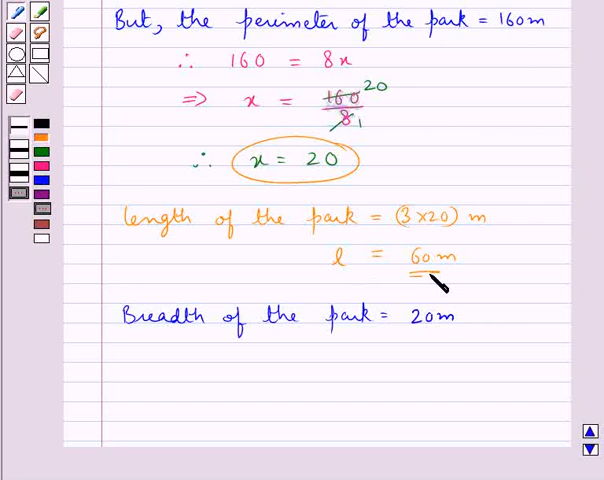 But, the perimeter of the park = 160m
∴ 160 = 8x
⇒ x = 160/8 20 1
∴ x = 20
length of the park = (3 × 20) m
l = 60 m
Breadth of the park = 20m